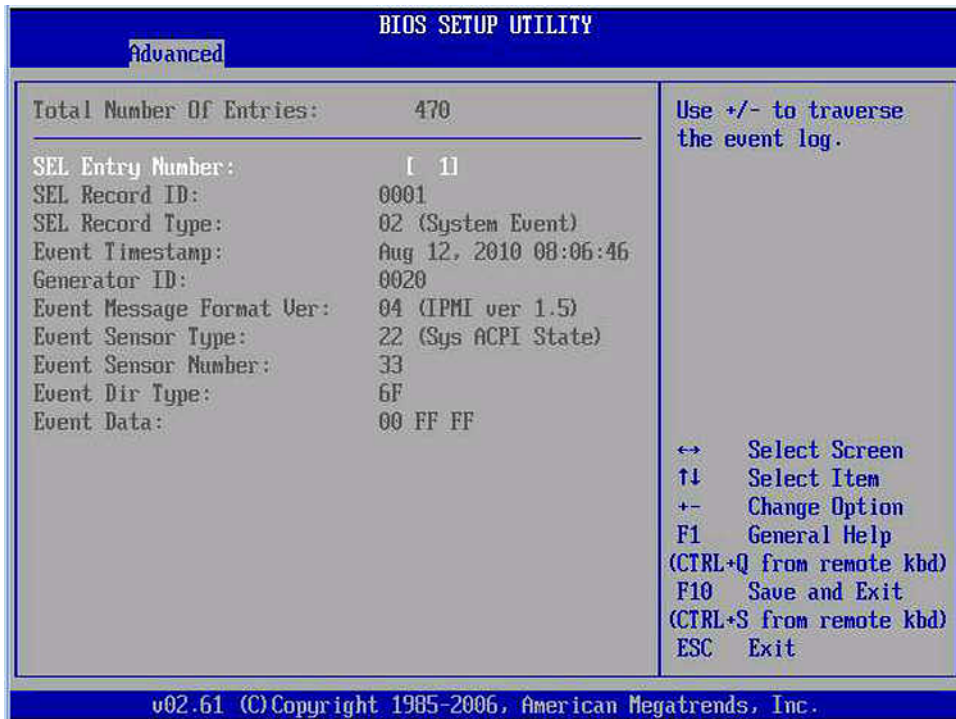 BIOS SETUP UTILITY
Advanced
Total Number Of Entries: 470
SEL Entry Number: [ 1]
SEL Record ID: 0001
SEL Record Type: 02 (System Event)
Event Timestamp: Aug 12, 2010 08:06:46
Generator ID: 0020
Event Message Format Ver: 04 (IPMI ver 1.5)
Event Sensor Type: 22 (Sys ACPI State)
Event Sensor Number: 33
Event Dir Type: 6F
Event Data: 00 FF FF
Use +/- to traverse
the event log.
↔ Select Screen
↑↓ Select Item
+- Change Option
F1 General Help
(CTRL+Q from remote kbd)
F10 Save and Exit
(CTRL+S from remote kbd)
ESC Exit
v02.61 (C)Copyright 1985-2006, American Megatrends, Inc.